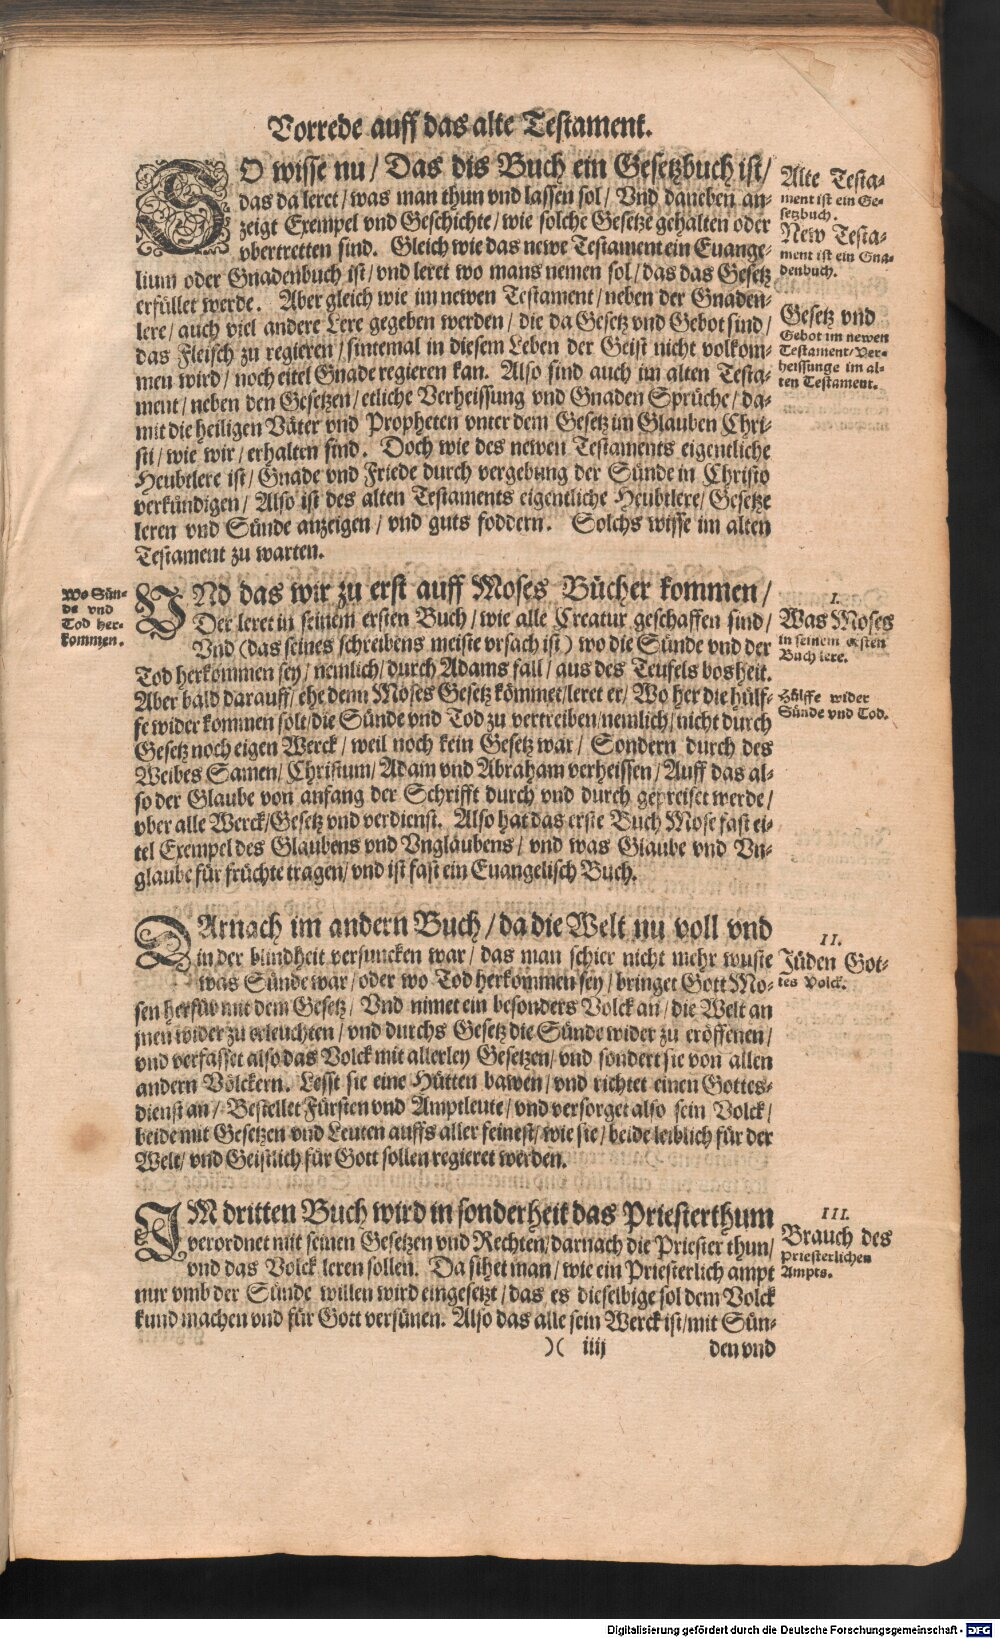 Vorrede auff das alte Testament.
SO wisse nu / Das dis Buch ein Gesetzbuch ist /
das da leret / was man thun vnd lassen sol / Vnd daneben an-
zeigt Exempel vnd Geschichte / wie solche Gesetze gehalten oder
vbertretten sind. Gleich wie das newe Testament ein Euange-
lium oder Gnadenbuch ist / vnd leret wo mans nemen sol / das das Gesetz
erfüllet werde. Aber gleich wie im newen Testament / neben der Gnaden-
lere / auch viel andere Lere gegeben werden / die da Gesetz vnd Gebot sind /
das Fleisch zu regieren / sintemal in diesem Leben der Geist nicht volkom-
men wird / noch eitel Gnade regieren kan. Also sind auch im alten Testa-
ment / neben den Gesetzen / etliche Verheissung vnd Gnaden Sprüche / da-
mit die heiligen Väter vnd Propheten vnter dem Gesetz im Glauben Chri-
sti / wie wir / erhalten sind. Doch wie des newen Testaments eigentliche
Heubtlere ist / Gnade vnd Friede durch vergebung der Sünde in Christo
verkündigen / Also ist des alten Testaments eigentliche Heubtlere / Gesetze
leren vnd Sünde anzeigen / vnd guts foddern. Solchs wisse im alten
Testament zu warten.
Alte Testa-
ment ist ein Ge-
setzbuch.
New Testa-
ment ist ein Gna-
denbuch.
Gesetz vnd
Gebot im newen
Testament / Ver-
heissunge im al-
ten Testament.
VNd das wir zu erst auff Moses Bücher kommen /
Der leret in seinem ersten Buch / wie alle Creatur geschaffen sind /
Vnd (das seines schreibens meiste vrsach ist) wo die Sünde vnd der
Tod herkommen sey / nemlich / durch Adams fall / aus des Teufels bosheit.
Aber bald darauff / ehe denn Moses Gesetz kömmet / leret er / Wo her die hülf-
fe wider kommen solt / die Sünde vnd Tod zu vertreiben / nemlich / nicht durch
Gesetz noch eigen Werck / weil noch kein Gesetz war / Sondern durch des
Weibes Samen / Christum / Adam vnd Abraham verheissen / Auff das al-
so der Glaube von anfang der Schrifft durch vnd durch gepreiset werde /
vber alle Werck / Gesetz vnd verdienst. Also hat das erste Buch Mose fast ei-
tel Exempel des Glaubens vnd Vnglaubens / vnd was Glaube vnd Vn-
glaube für früchte tragen / vnd ist fast ein Euangelisch Buch.
Wo Sün-
de vnd
Tod her-
kommen.
I.
Was Moses
in seinem ersten
Buch lere.
Hülffe wider
Sünde vnd Tod.
DArnach im andern Buch / da die Welt nu voll vnd
in der blindheit versuncken war / das man schier nicht mehr wuste
was Sünde war / oder wo Tod herkommen sey / bringet Gott Mo-
sen herfür mit dem Gesetz / Vnd nimet ein besonders Volck an / die Welt an
jnen wider zu erleuchten / vnd durchs Gesetz die Sünde wider zu eröffenen /
vnd verfasset also das Volck mit allerley Gesetzen / vnd sondert sie von allen
andern Völckern. Lesst sie eine Hütten bawen / vnd richtet einen Gottes-
dienst an / Bestellet Fürsten vnd Amptleute / vnd versorget also sein Volck /
beide mit Gesetzen vnd Leuten auffs aller feinest / wie sie / beide leiblich für der
Welt / vnd Geistlich für Gott sollen regieret werden.
II.
Jüden Got-
tes Volck.
IM dritten Buch wird in sonderheit das Priesterthum
verordnet mit seinen Gesetzen vnd Rechten / darnach die Priester thun /
vnd das Volck leren sollen. Da sihet man / wie ein Priesterlich ampt
nur vmb der Sünde willen wird eingesetzt / das es dieselbige sol dem Volck
kund machen vnd für Gott versünen. Also das alle sein Werck ist / mit Sün-
III.
Brauch des
Priesterlichen
Ampts.
)( iiij
den vnd
Digitalisierung gefördert durch die Deutsche Forschungsgemeinschaft - DFG